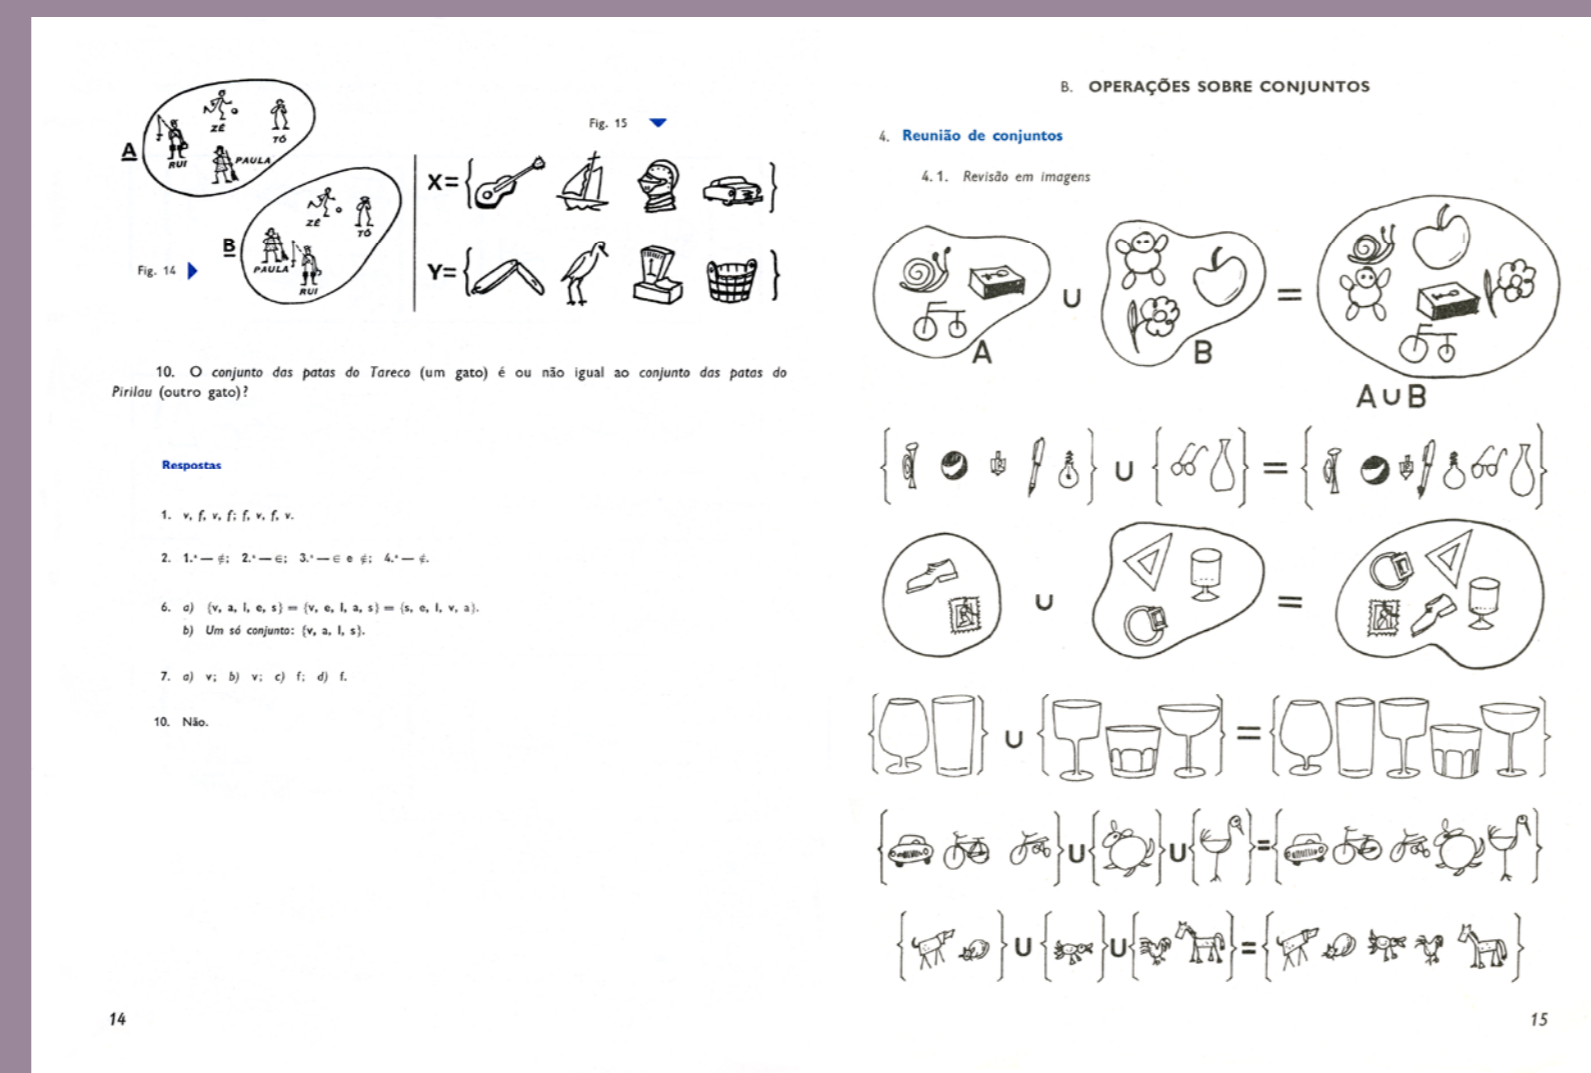 A
ZÉ
TÓ
RUI
PAULA
B
ZÉ
TÓ
PAULA
RUI
Fig. 14
Fig. 15
X={ }
Y={ }
10. O conjunto das patas do Tareco (um gato) é ou não igual ao conjunto das patas do
Pirilau (outro gato)?
Respostas
1. v, f, v, f; f, v, f, v.
2. 1.ª — ∉; 2.ª — ∈; 3.ª — ∈ e ∉; 4.ª — ∉.
6. a) {v, a, l, e, s} = {v, e, l, a, s} = {s, e, l, v, a}.
b) Um só conjunto: {v, a, l, s}.
7. a) v; b) v; c) f; d) f.
10. Não.
14
B. OPERAÇÕES SOBRE CONJUNTOS
4. Reunião de conjuntos
4. 1. Revisão em imagens
A ∪ B =
A∪B
{ } ∪ { } = { }
∪ =
{ } ∪ { } = { }
{ } ∪ { } ∪ { } = { }
{ } ∪ { } ∪ { } = { }
15